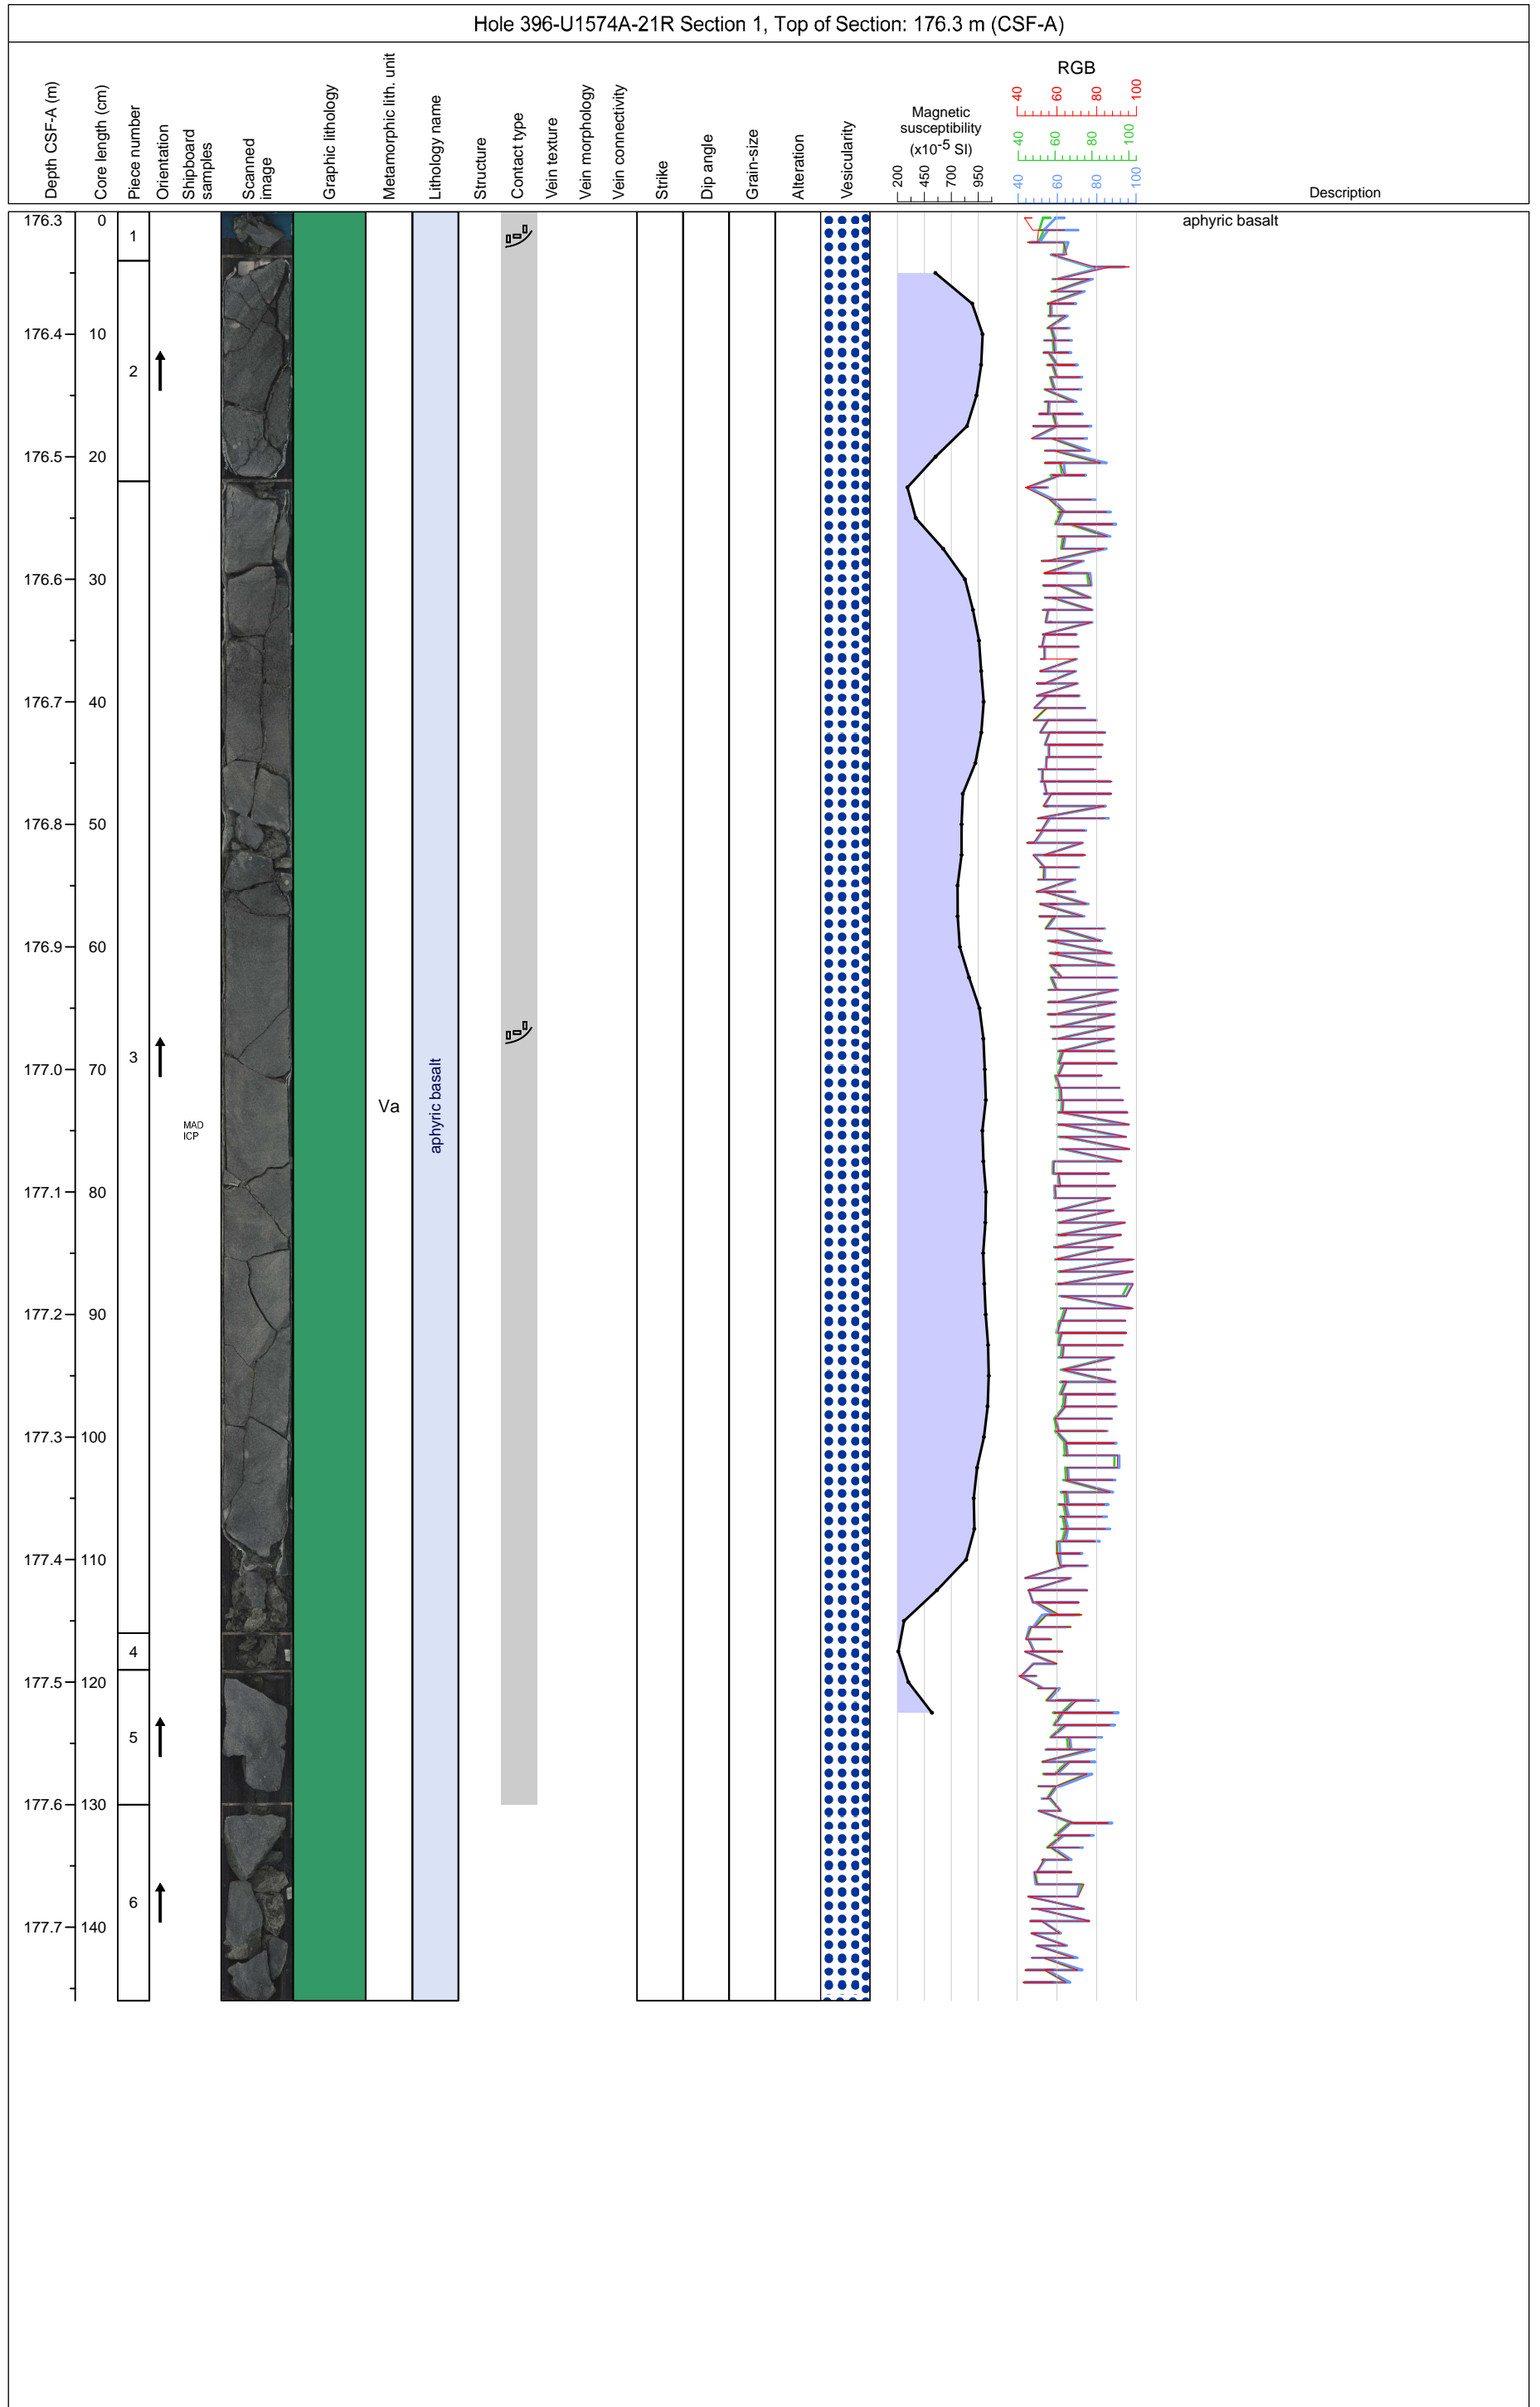 Hole 396-U1574A-21R Section 1, Top of Section: 176.3 m (CSF-A)
Depth CSF-A (m)
Core length (cm)
Piece number
Orientation
Shipboard
samples
Scanned
image
Graphic lithology
Metamorphic lith. unit
Lithology name
Structure
Contact type
Vein texture
Vein morphology
Vein connectivity
Strike
Dip angle
Grain-size
Alteration
Vesicularity
Magnetic
susceptibility
(x10-5 SI)
200 450 700 950
RGB
40 60 80 100
40 60 80 100
40 60 80 100
Description
176.3 0
1
aphyric basalt
176.4 10
2
176.5 20
176.6 30
176.7 40
176.8 50
176.9 60
3
177.0 70
Va
aphyric basalt
MAD
ICP
177.1 80
177.2 90
177.3 100
177.4 110
4
177.5 120
5
177.6 130
6
177.7 140